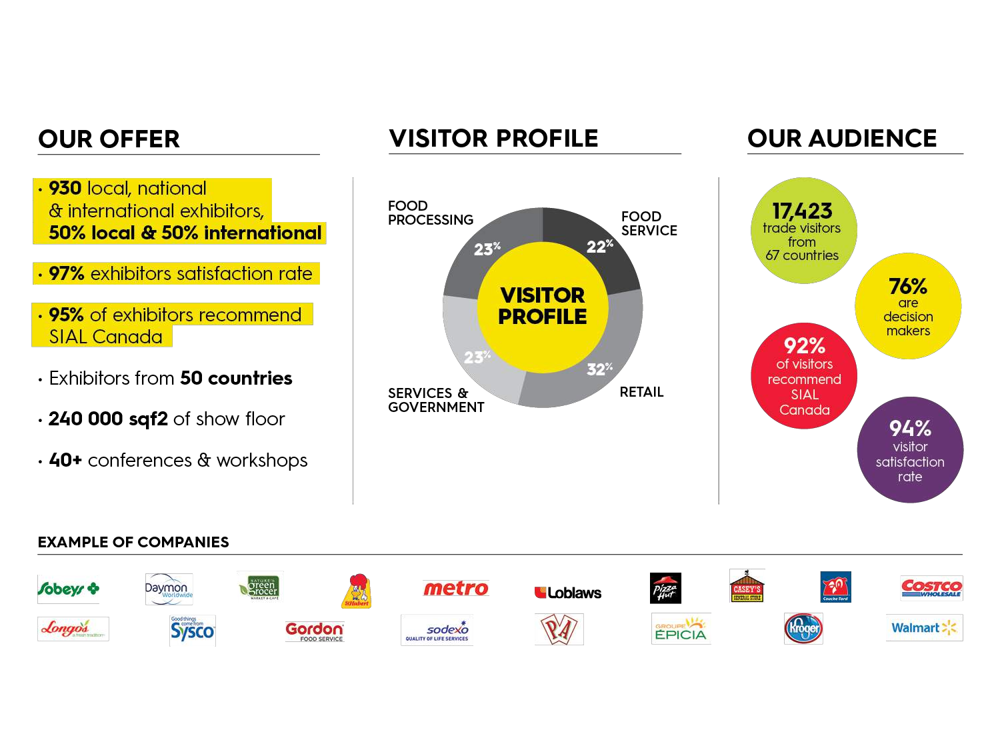 OUR OFFER
· 930 local, national
& international exhibitors,
50% local & 50% international
· 97% exhibitors satisfaction rate
· 95% of exhibitors recommend
SIAL Canada
· Exhibitors from 50 countries
· 240 000 sqf2 of show floor
· 40+ conferences & workshops
VISITOR PROFILE
FOOD
PROCESSING
23%
FOOD
SERVICE
22%
VISITOR
PROFILE
23%
SERVICES &
GOVERNMENT
32%
RETAIL
OUR AUDIENCE
17,423
trade visitors
from
67 countries
76%
are
decision
makers
92%
of visitors
recommend
SIAL
Canada
94%
visitor
satisfaction
rate
EXAMPLE OF COMPANIES
Sobeys
Daymon
Worldwide
NATURE'S
green
grocer
MARKET & CAFÉ
StHubert
metro
Loblaws
Pizza
Hut
CASEY'S
GENERAL STORE
Couche-Tard
COSTCO
WHOLESALE
Longo's
a fresh tradition
Good things
come from
Sysco
Gordon
FOOD SERVICE
sodexo
QUALITY OF LIFE SERVICES
PA
GROUPE
ÉPICIA
Kroger
Walmart